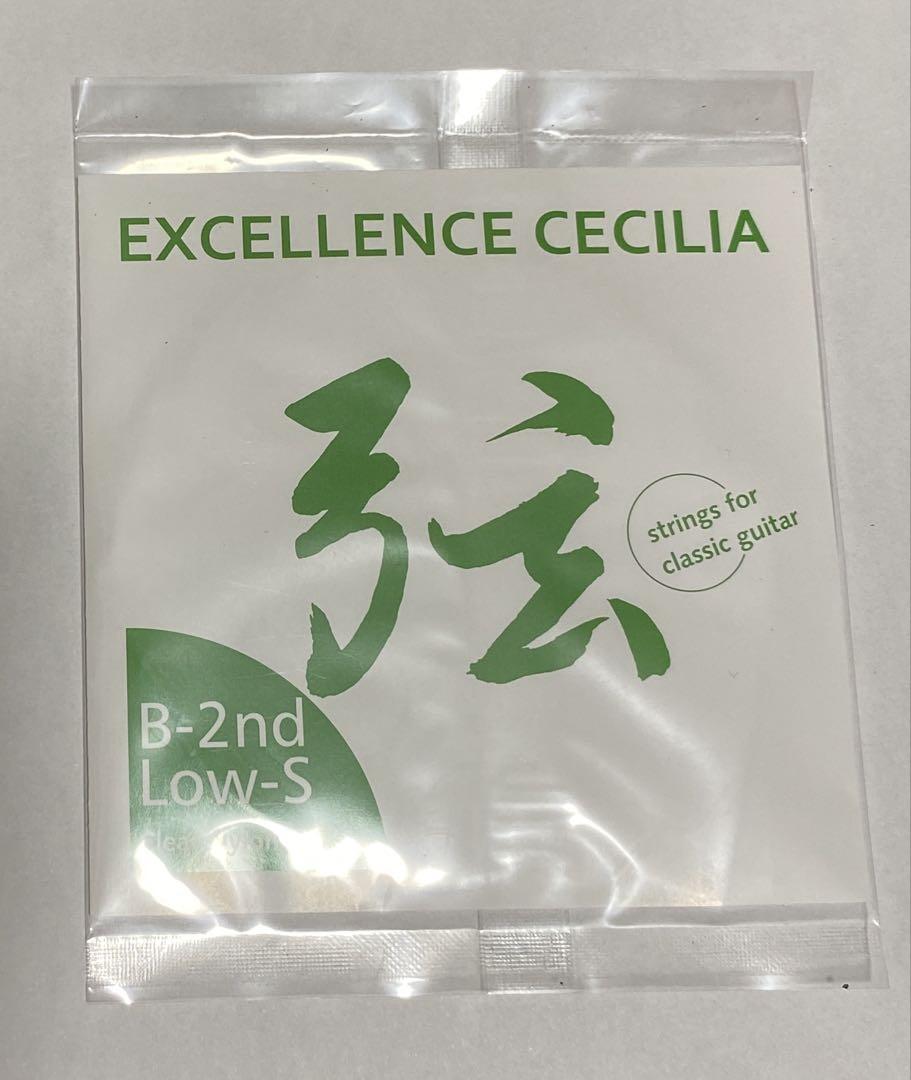 EXCELLENCE CECILIA
弦
strings for
classic guitar
B-2nd
Low-S